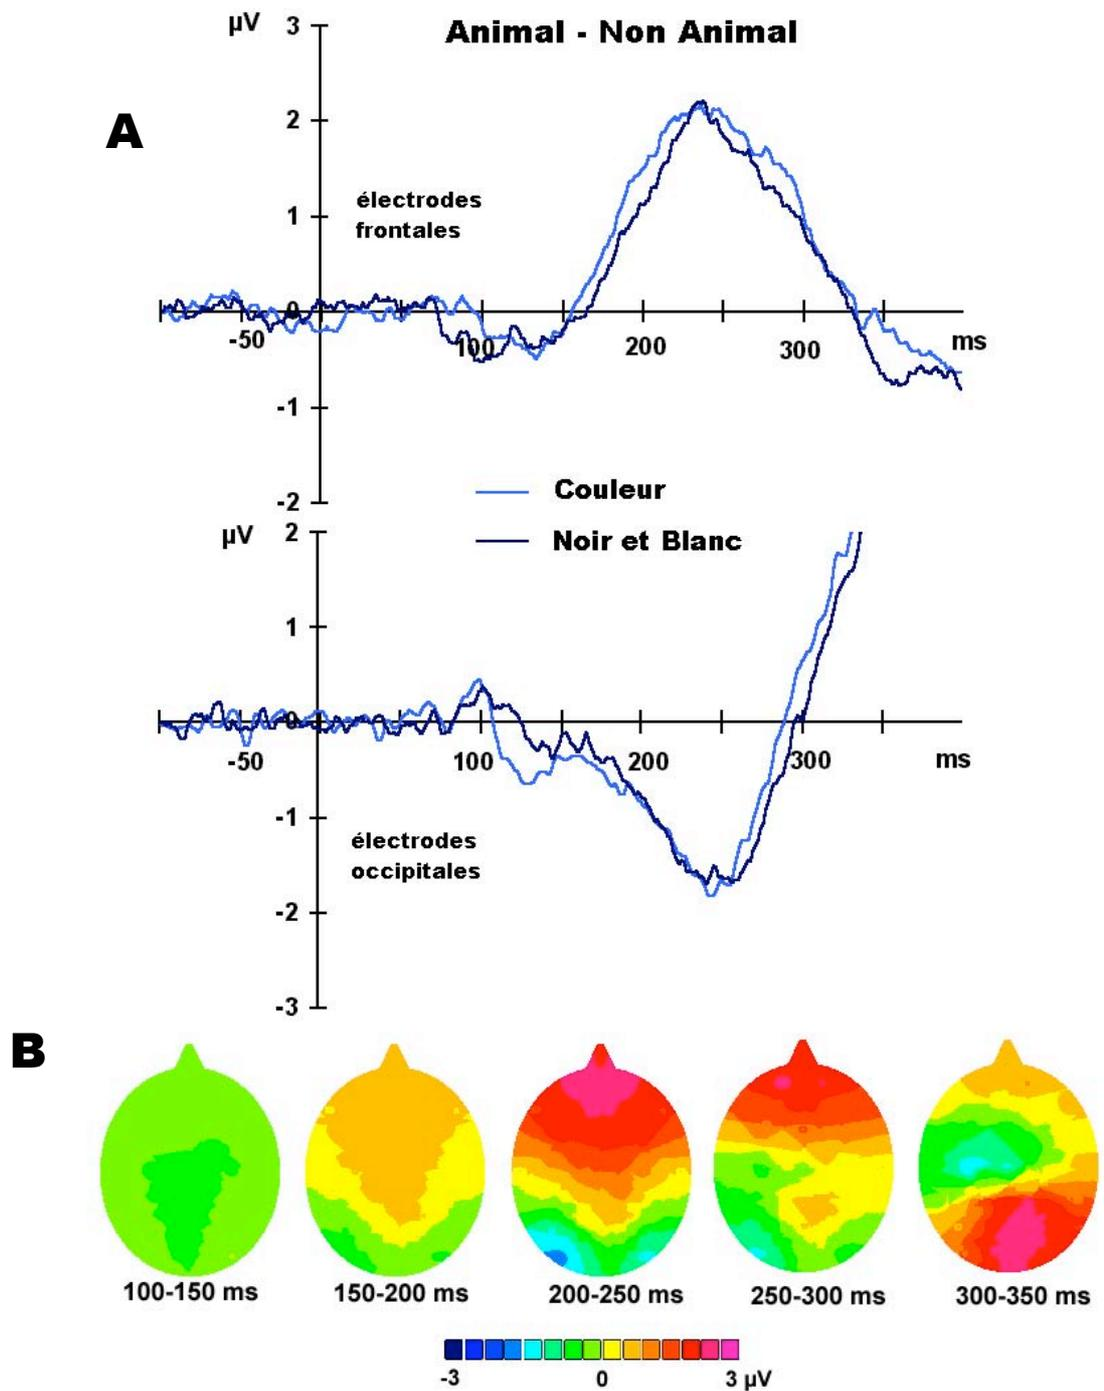 µV
3
Animal - Non Animal
A
2
électrodes
frontales
1
0
-50
100
200
300
ms
-1
-2
Couleur
Noir et Blanc
µV
2
1
0
-50
100
200
300
ms
-1
électrodes
occipitales
-2
-3
B
100-150 ms
150-200 ms
200-250 ms
250-300 ms
300-350 ms
-3
0
3 µV